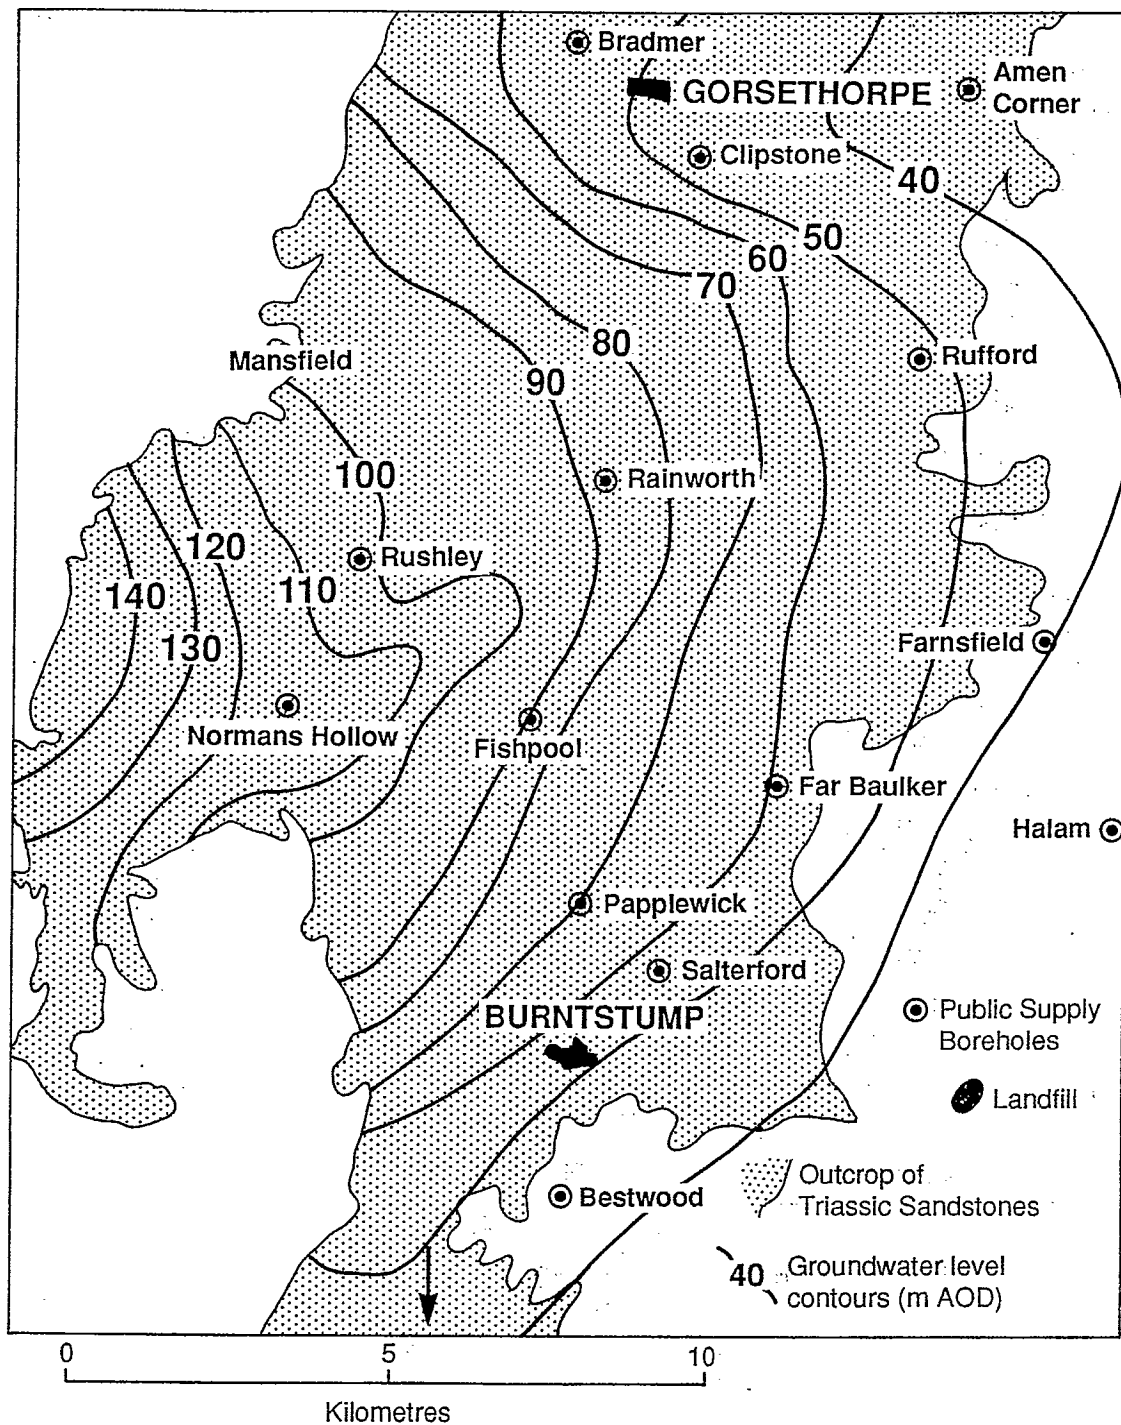 Bradmer
GORSETHORPE
Amen
Corner
Clipstone
40
50
60
70
Rufford
80
Mansfield
90
100
Rainworth
120
Rushley
110
140
130
Farnsfield
Normans Hollow
Fishpool
Far Baulker
Halam
Papplewick
Salterford
BURNTSTUMP
Public Supply
Boreholes
Landfill
Outcrop of
Triassic Sandstones
Bestwood
40
Groundwater level
contours (m AOD)
0
5
10
Kilometres